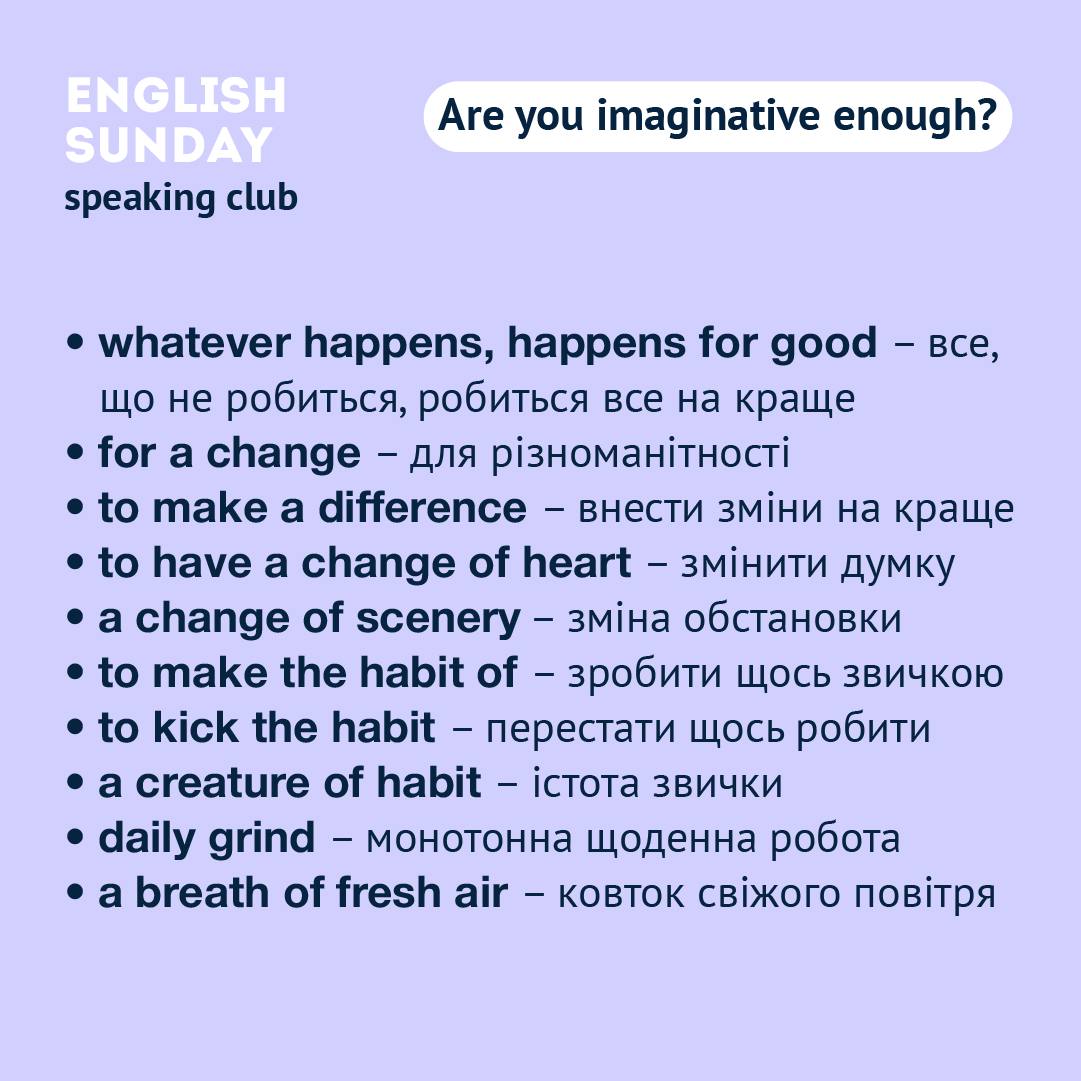 ENGLISH
SUNDAY
speaking club
Are you imaginative enough?
• whatever happens, happens for good – все,
що не робиться, робиться все на краще
• for a change – для різноманітності
• to make a difference – внести зміни на краще
• to have a change of heart – змінити думку
• a change of scenery – зміна обстановки
• to make the habit of – зробити щось звичкою
• to kick the habit – перестати щось робити
• a creature of habit – істота звички
• daily grind – монотонна щоденна робота
• a breath of fresh air – ковток свіжого повітря